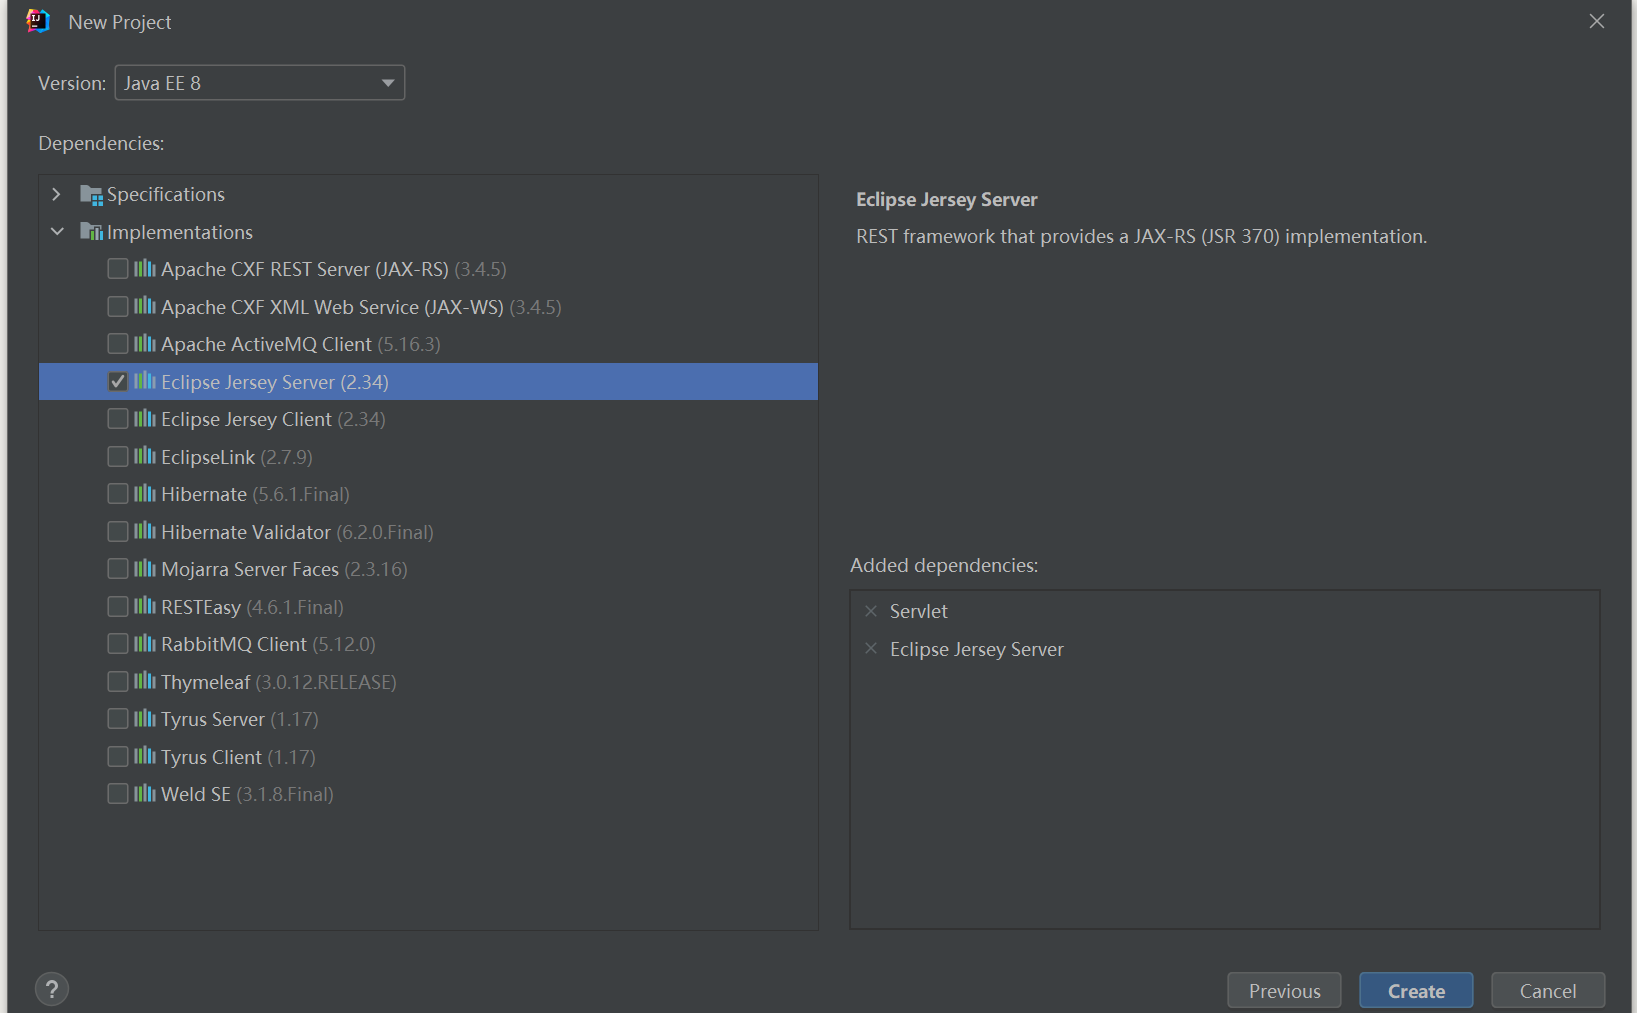 New Project
Version: Java EE 8
Dependencies:
Specifications
Implementations
Apache CXF REST Server (JAX-RS) (3.4.5)
Apache CXF XML Web Service (JAX-WS) (3.4.5)
Apache ActiveMQ Client (5.16.3)
Eclipse Jersey Server (2.34)
Eclipse Jersey Client (2.34)
EclipseLink (2.7.9)
Hibernate (5.6.1.Final)
Hibernate Validator (6.2.0.Final)
Mojarra Server Faces (2.3.16)
RESTEasy (4.6.1.Final)
RabbitMQ Client (5.12.0)
Thymeleaf (3.0.12.RELEASE)
Tyrus Server (1.17)
Tyrus Client (1.17)
Weld SE (3.1.8.Final)
Eclipse Jersey Server
REST framework that provides a JAX-RS (JSR 370) implementation.
Added dependencies:
Servlet
Eclipse Jersey Server
? Previous Create Cancel